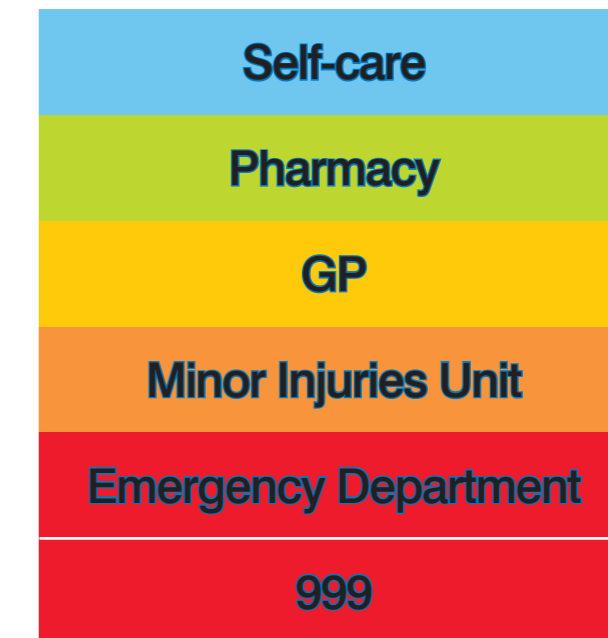 Self-care
Pharmacy
GP
Minor Injuries Unit
Emergency Department
999